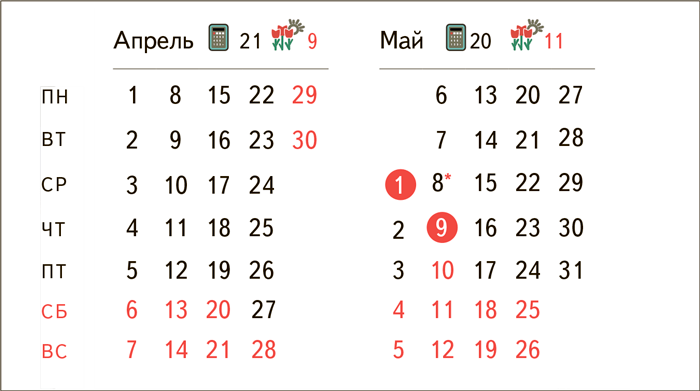 Апрель 21 9 Май 20 11
ПН 1 8 15 22 29 6 13 20 27
ВТ 2 9 16 23 30 7 14 21 28
СР 3 10 17 24 1 8* 15 22 29
ЧТ 4 11 18 25 2 9 16 23 30
ПТ 5 12 19 26 3 10 17 24 31
СБ 6 13 20 27 4 11 18 25
ВС 7 14 21 28 5 12 19 26